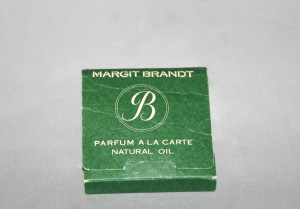 MARGIT BRANDT
B
PARFUM A LA CARTE
NATURAL OIL